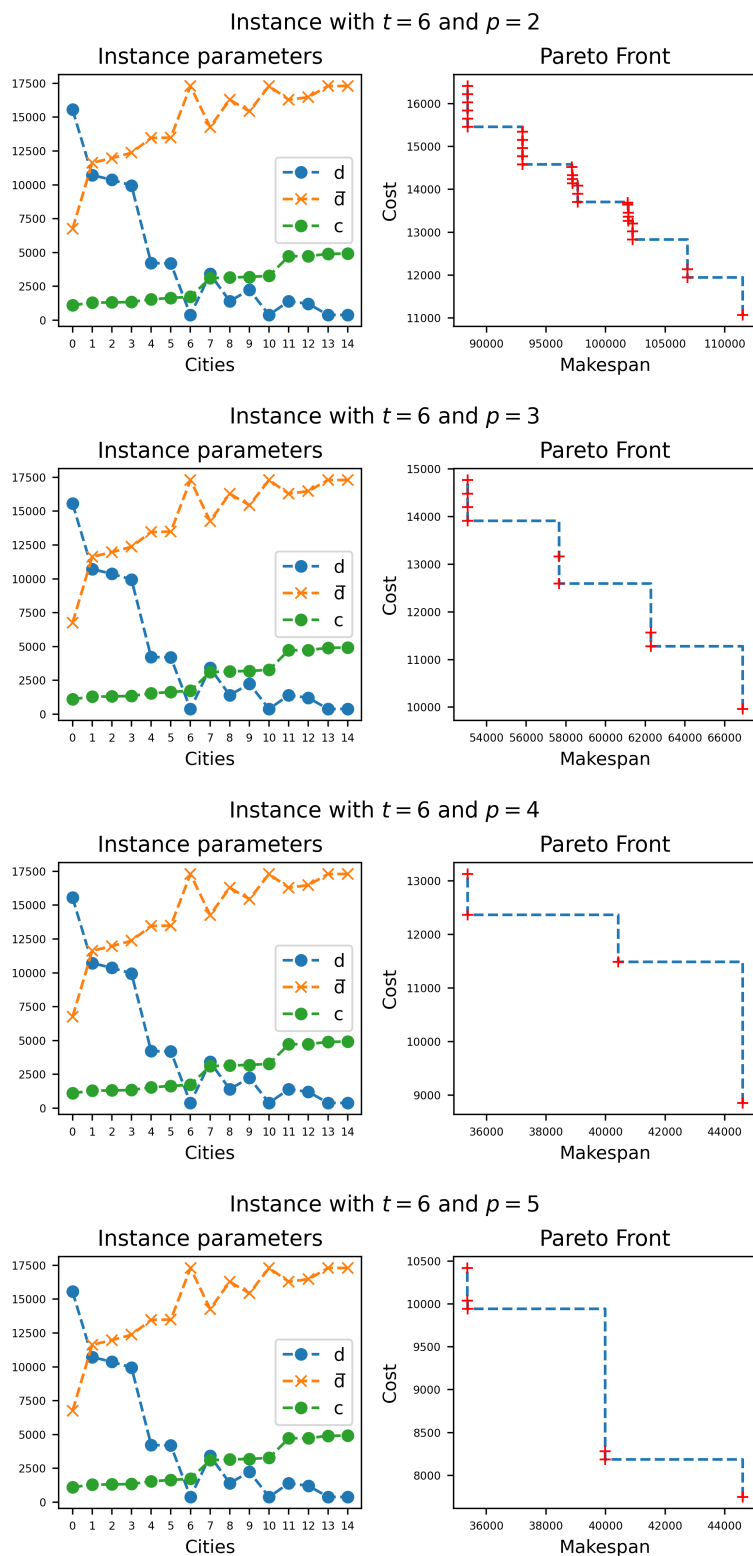 Instance with t = 6 and p = 2
Instance parameters
17500
15000
12500
10000
7500
5000
2500
0
d
d̄
c
0 1 2 3 4 5 6 7 8 9 10 11 12 13 14
Cities
Pareto Front
Cost
16000
15000
14000
13000
12000
11000
90000 95000 100000 105000 110000
Makespan
Instance with t = 6 and p = 3
Instance parameters
17500
15000
12500
10000
7500
5000
2500
0
d
d̄
c
0 1 2 3 4 5 6 7 8 9 10 11 12 13 14
Cities
Pareto Front
Cost
15000
14000
13000
12000
11000
10000
54000 56000 58000 60000 62000 64000 66000
Makespan
Instance with t = 6 and p = 4
Instance parameters
17500
15000
12500
10000
7500
5000
2500
0
d
d̄
c
0 1 2 3 4 5 6 7 8 9 10 11 12 13 14
Cities
Pareto Front
Cost
13000
12000
11000
10000
9000
36000 38000 40000 42000 44000
Makespan
Instance with t = 6 and p = 5
Instance parameters
17500
15000
12500
10000
7500
5000
2500
0
d
d̄
c
0 1 2 3 4 5 6 7 8 9 10 11 12 13 14
Cities
Pareto Front
Cost
10500
10000
9500
9000
8500
8000
36000 38000 40000 42000 44000
Makespan